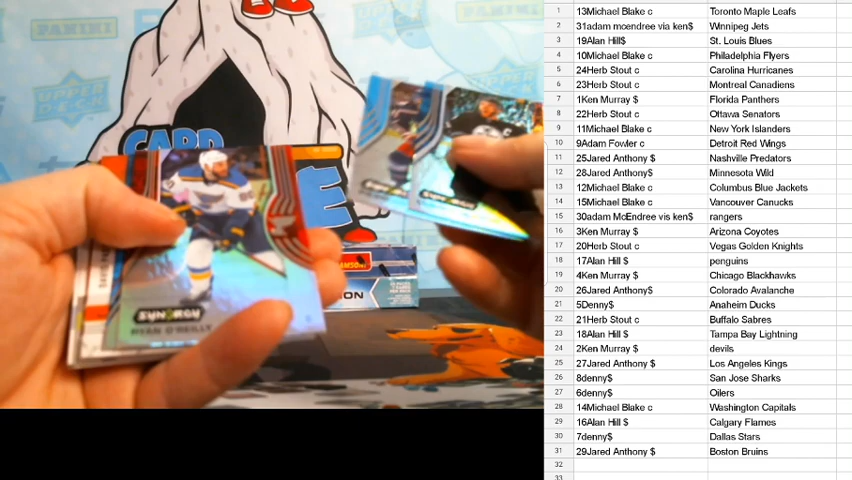 PANINI
PANINI
UPPER DECK
UPPER DECK
CARD
SYNERGY
RYAN O'REILLY
1 13Michael Blake c Toronto Maple Leafs
2 31adam mcendree via ken$ Winnipeg Jets
3 19Alan Hill$ St. Louis Blues
4 10Michael Blake c Philadelphia Flyers
5 24Herb Stout c Carolina Hurricanes
6 23Herb Stout c Montreal Canadiens
7 1Ken Murray $ Florida Panthers
8 22Herb Stout c Ottawa Senators
9 11Michael Blake c New York Islanders
10 9Adam Fowler c Detroit Red Wings
11 25Jared Anthony $ Nashville Predators
12 28Jared Anthony$ Minnesota Wild
13 12Michael Blake c Columbus Blue Jackets
14 15Michael Blake c Vancouver Canucks
15 30adam McEndree via ken$ rangers
16 3Ken Murray $ Arizona Coyotes
17 20Herb Stout c Vegas Golden Knights
18 17Alan Hill $ penguins
19 4Ken Murray $ Chicago Blackhawks
20 26Jared Anthony$ Colorado Avalanche
21 5Denny$ Anaheim Ducks
22 21Herb Stout c Buffalo Sabres
23 18Alan Hill $ Tampa Bay Lightning
24 2Ken Murray $ devils
25 27Jared Anthony $ Los Angeles Kings
26 8denny$ San Jose Sharks
27 6denny$ Oilers
28 14Michael Blake c Washington Capitals
29 16Alan Hill $ Calgary Flames
30 7denny$ Dallas Stars
31 29Jared Anthony $ Boston Bruins
32
33